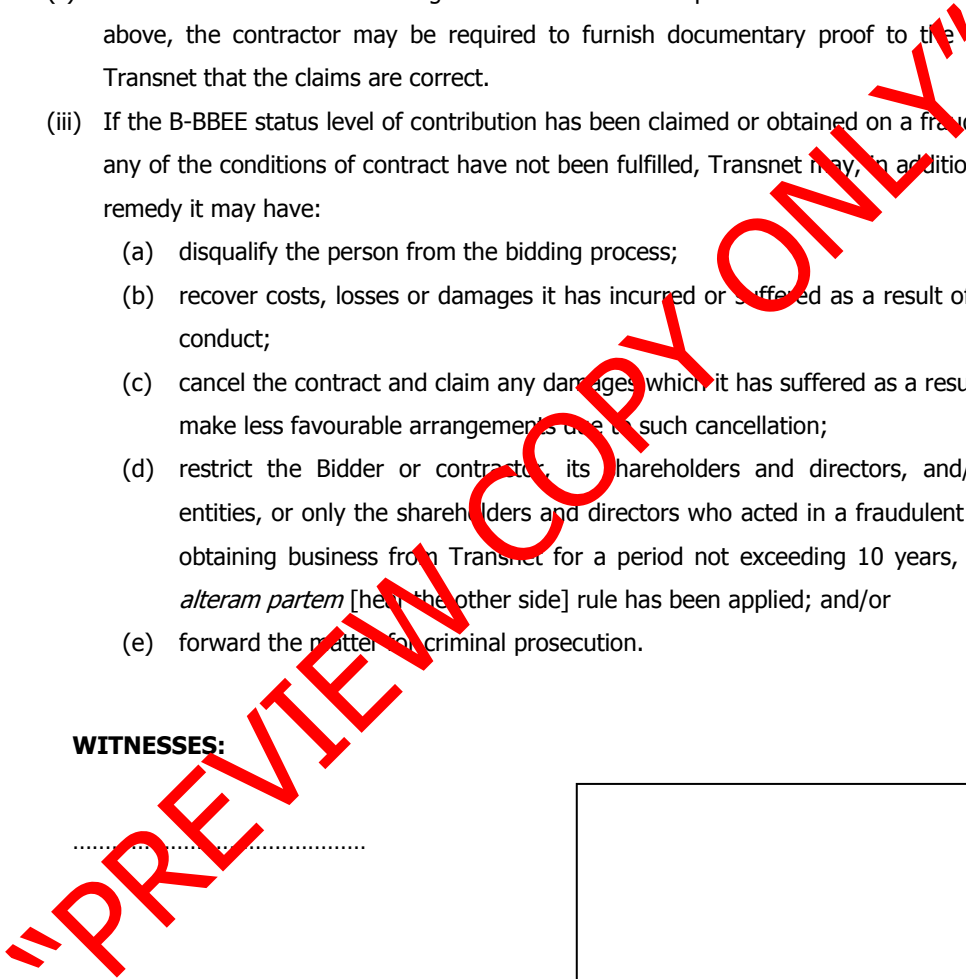 above, the contractor may be required to furnish documentary proof to the
Transnet that the claims are correct.
(iii) If the B-BBEE status level of contribution has been claimed or obtained on a
any of the conditions of contract have not been fulfilled, Transnet may, in
remedy it may have:
(a) disqualify the person from the bidding process;
(b) recover costs, losses or damages it has incurred or suffered as a result of
conduct;
(c) cancel the contract and claim any damages which it has suffered as a
make less favourable arrangements due to such cancellation;
(d) restrict the Bidder or contractor, its shareholders and directors, and/
entities, or only the shareholders and directors who acted in a fraudulent
obtaining business from Transnet for a period not exceeding 10 years,
alteram partem [hear the other side] rule has been applied; and/or
(e) forward the matter for criminal prosecution.
WITNESSES:
……………………………………
“PREVIEW COPY ONLY”